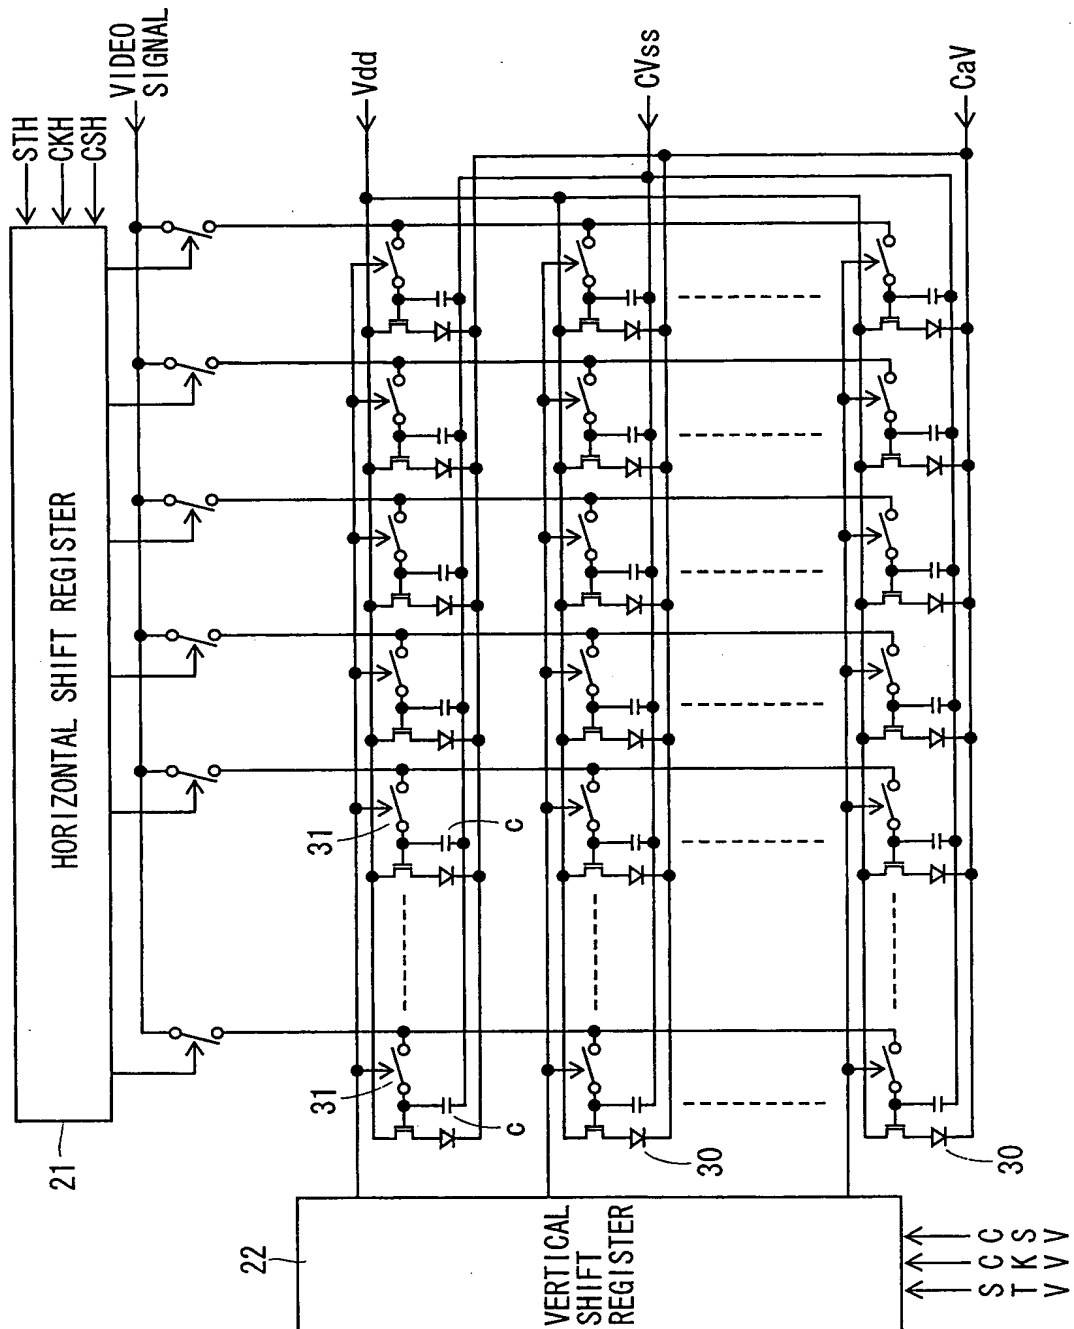 STH
CKH
CSH
HORIZONTAL SHIFT REGISTER
21
VIDEO
SIGNAL
22
31
31
Vdd
c
c
VERTICAL
SHIFT
REGISTER
CVss
30
CaV
30
STV
CKV
CSV